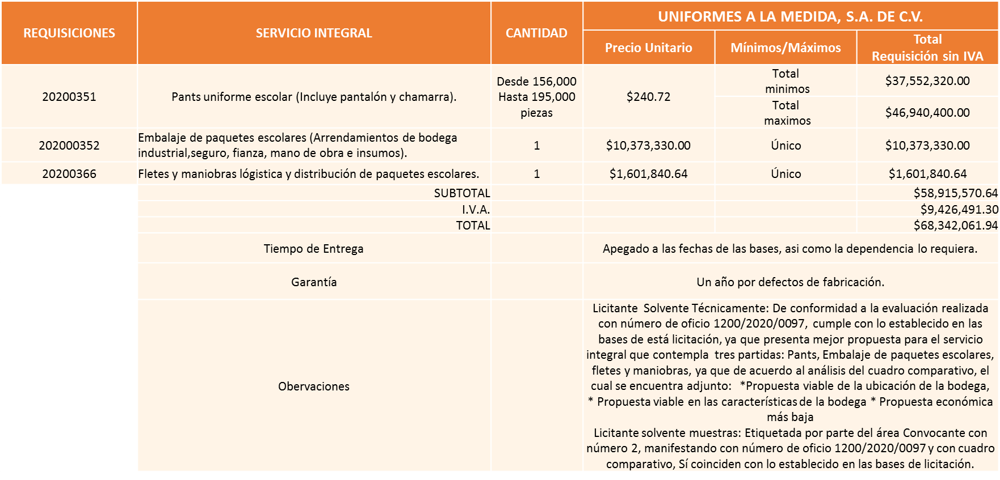 REQUISICIONES
SERVICIO INTEGRAL
CANTIDAD
UNIFORMES A LA MEDIDA, S.A. DE C.V.
Precio Unitario
Mínimos/Máximos
Total
Requisición sin IVA
20200351
Pants uniforme escolar (Incluye pantalón y chamarra).
Desde 156,000
Hasta 195,000
piezas
$240.72
Total
minimos
$37,552,320.00
Total
maximos
$46,940,400.00
202000352
Embalaje de paquetes escolares (Arrendamientos de bodega
industrial,seguro, fianza, mano de obra e insumos).
1
$10,373,330.00
Único
$10,373,330.00
20200366
Fletes y maniobras lógistica y distribución de paquetes escolares.
1
$1,601,840.64
Único
$1,601,840.64
SUBTOTAL
$58,915,570.64
I.V.A.
$9,426,491.30
TOTAL
$68,342,061.94
Tiempo de Entrega
Apegado a las fechas de las bases, asi como la dependencia lo requiera.
Garantía
Un año por defectos de fabricación.
Obervaciones
Licitante Solvente Técnicamente: De conformidad a la evaluación realizada
con número de oficio 1200/2020/0097, cumple con lo establecido en las
bases de está licitación, ya que presenta mejor propuesta para el servicio
integral que contempla tres partidas: Pants, Embalaje de paquetes escolares,
fletes y maniobras, ya que de acuerdo al análisis del cuadro comparativo, el
cual se encuentra adjunto: *Propuesta viable de la ubicación de la bodega,
* Propuesta viable en las características de la bodega * Propuesta económica
más baja
Licitante solvente muestras: Etiquetada por parte del área Convocante con
número 2, manifestando con número de oficio 1200/2020/0097 y con cuadro
comparativo, Sí coinciden con lo establecido en las bases de licitación.